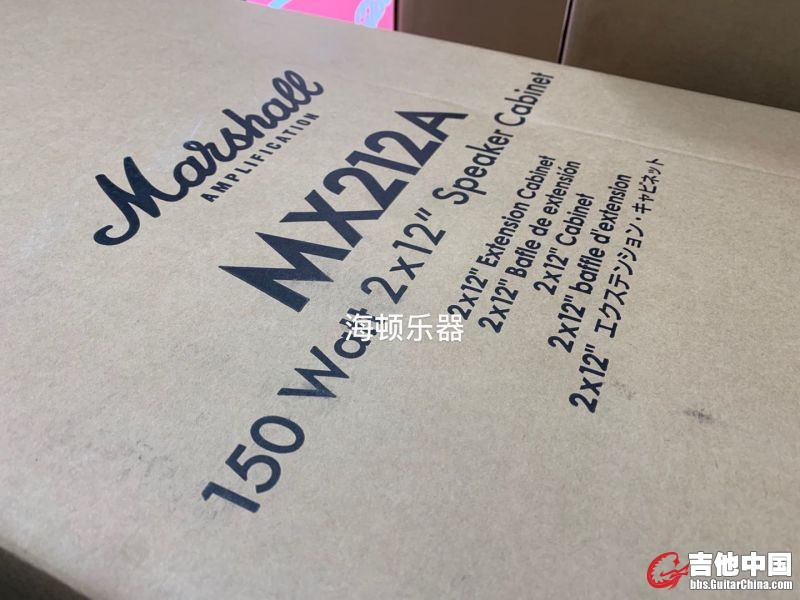 Marshall
AMPLIFICATION
MX212A
150 Watt 2x12" Speaker Cabinet
2x12" Extension Cabinet
2x12" Bafle de extensión
2x12" Cabinet
2x12" baffle d'extension
2x12" エクステンション・キャビネット
海顿乐器
吉他中国
bbs.GuitarChina.com